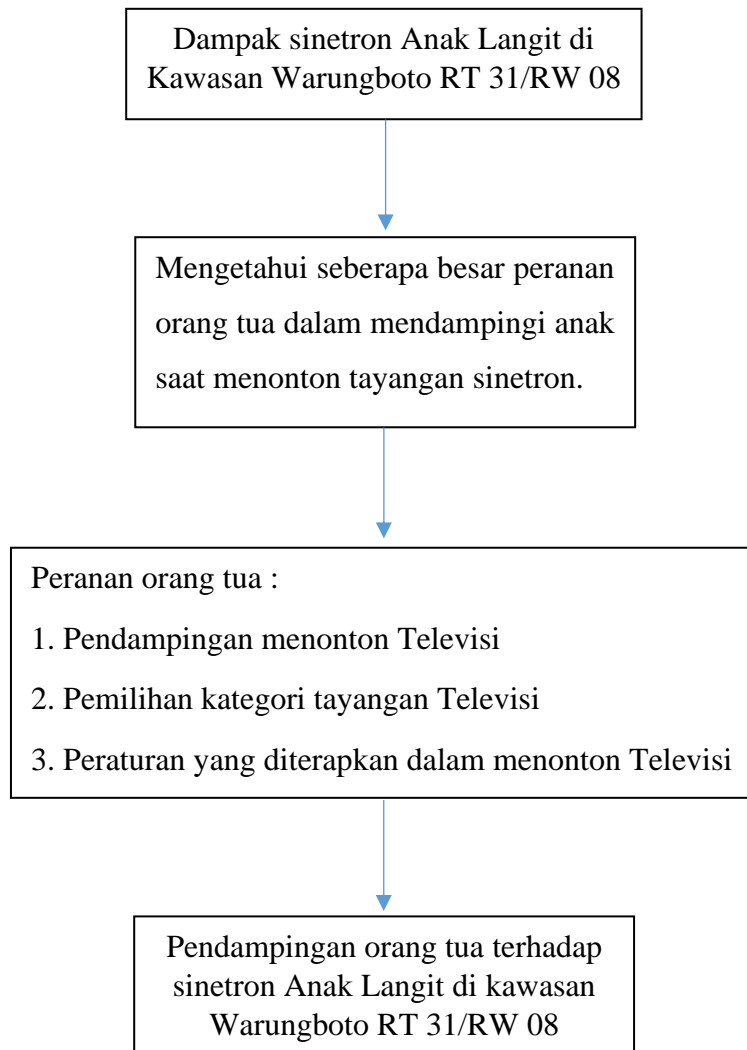 Dampak sinetron Anak Langit di
Kawasan Warungboto RT 31/RW 08
Mengetahui seberapa besar peranan
orang tua dalam mendampingi anak
saat menonton tayangan sinetron.
Peranan orang tua :
1. Pendampingan menonton Televisi
2. Pemilihan kategori tayangan Televisi
3. Peraturan yang diterapkan dalam menonton Televisi
Pendampingan orang tua terhadap
sinetron Anak Langit di kawasan
Warungboto RT 31/RW 08